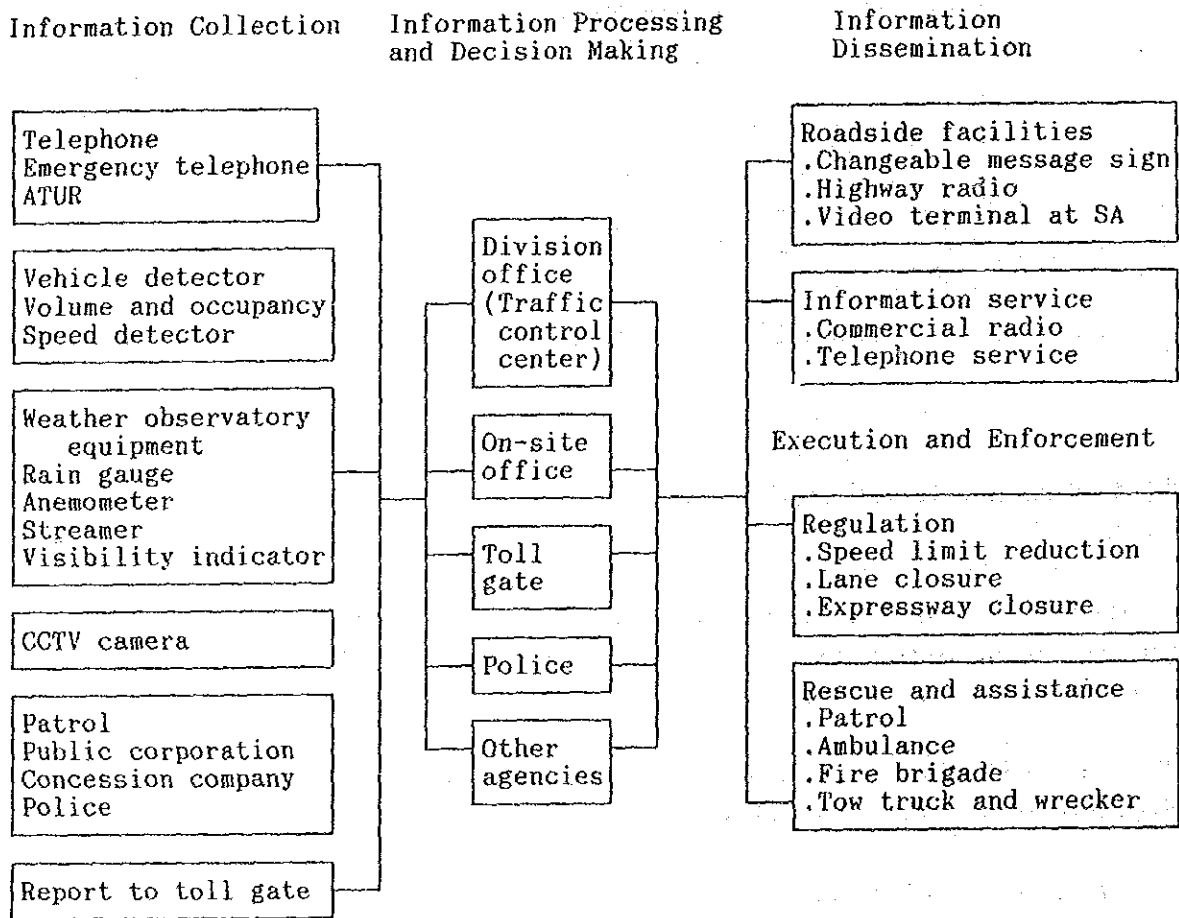 Information Collection
Information Processing
and Decision Making
Information
Dissemination
Telephone
Emergency telephone
ATUR
Vehicle detector
Volume and occupancy
Speed detector
Weather observatory
equipment
Rain gauge
Anemometer
Streamer
Visibility indicator
CCTV camera
Patrol
Public corporation
Concession company
Police
Report to toll gate
Division
office
(Traffic
control
center)
On-site
office
Toll
gate
Police
Other
agencies
Roadside facilities
.Changeable message sign
.Highway radio
.Video terminal at SA
Information service
.Commercial radio
.Telephone service
Execution and Enforcement
Regulation
.Speed limit reduction
.Lane closure
.Expressway closure
Rescue and assistance
.Patrol
.Ambulance
.Fire brigade
.Tow truck and wrecker